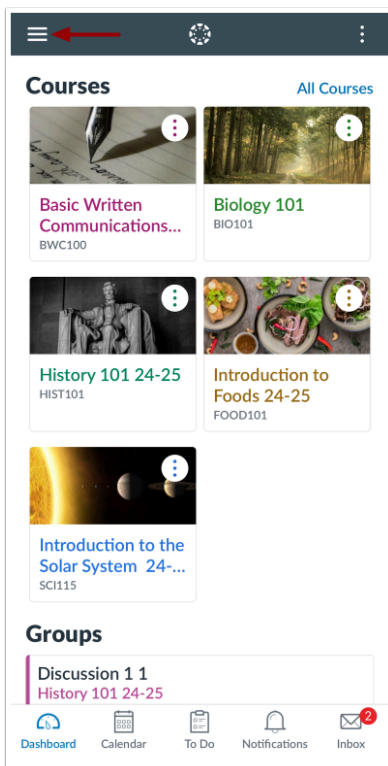 Courses
All Courses
Basic Written
Communications...
BWC100
Biology 101
BIO101
History 101 24-25
HIST101
Introduction to
Foods 24-25
FOOD101
Introduction to the
Solar System 24-...
SCI115
Groups
Discussion 1 1
History 101 24-25
2
Dashboard
Calendar
To Do
Notifications
Inbox